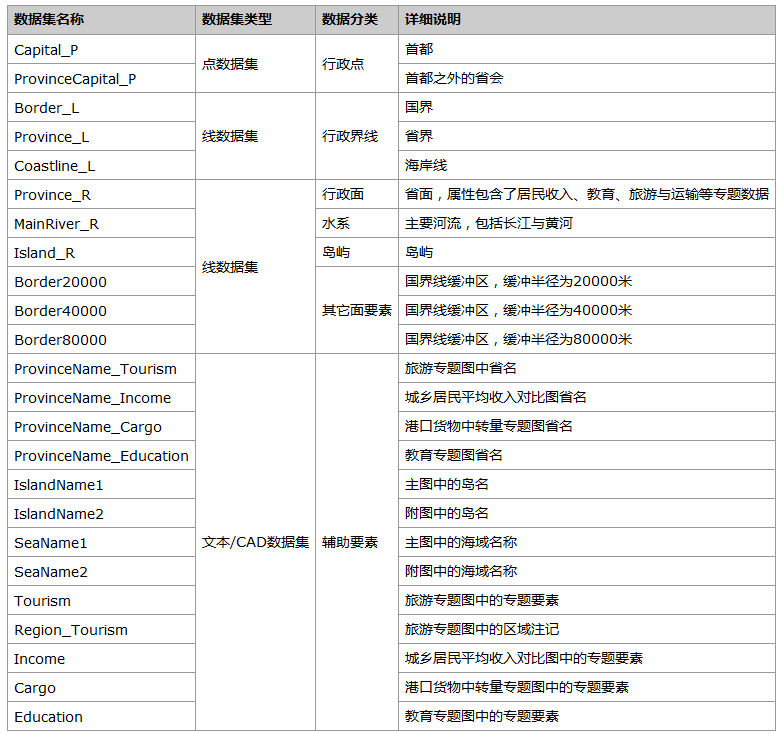 数据集名称 数据集类型 数据分类 详细说明
Capital_P 点数据集 行政点 首都
ProvinceCapital_P 首都之外的省会
Border_L 线数据集 行政界线 国界
Province_L 省界
Coastline_L 海岸线
Province_R 线数据集 行政面 省面，属性包含了居民收入、教育、旅游与运输等专题数据
MainRiver_R 水系 主要河流，包括长江与黄河
Island_R 岛屿 岛屿
Border20000 其它面要素 国界线缓冲区，缓冲半径为20000米
Border40000 国界线缓冲区，缓冲半径为40000米
Border80000 国界线缓冲区，缓冲半径为80000米
ProvinceName_Tourism 文本/CAD数据集 辅助要素 旅游专题图中省名
ProvinceName_Income 城乡居民平均收入对比图省名
ProvinceName_Cargo 港口货物中转量专题图省名
ProvinceName_Education 教育专题图省名
IslandName1 主图中的岛名
IslandName2 附图中的岛名
SeaName1 主图中的海域名称
SeaName2 附图中的海域名称
Tourism 旅游专题图中的专题要素
Region_Tourism 旅游专题图中的区域注记
Income 城乡居民平均收入对比图中的专题要素
Cargo 港口货物中转量专题图中的专题要素
Education 教育专题图中的专题要素